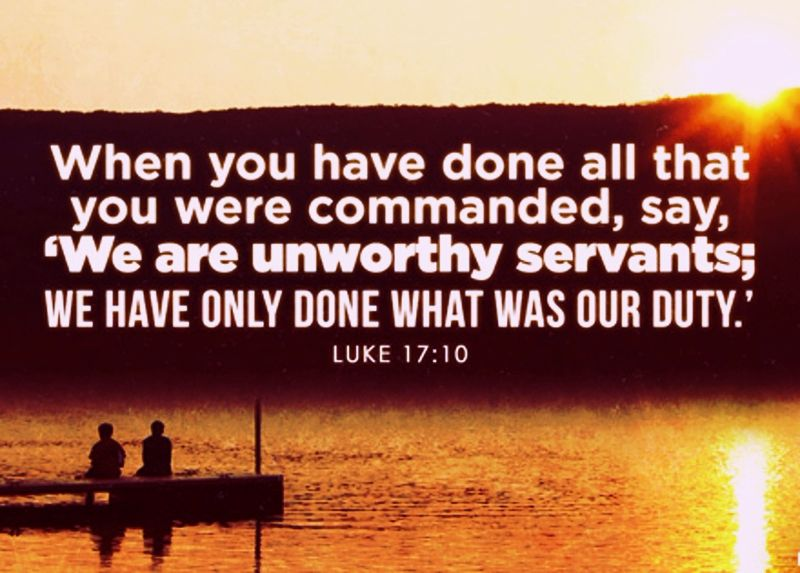 When you have done all that
you were commanded, say,
‘We are unworthy servants;
WE HAVE ONLY DONE WHAT WAS OUR DUTY.’
LUKE 17:10